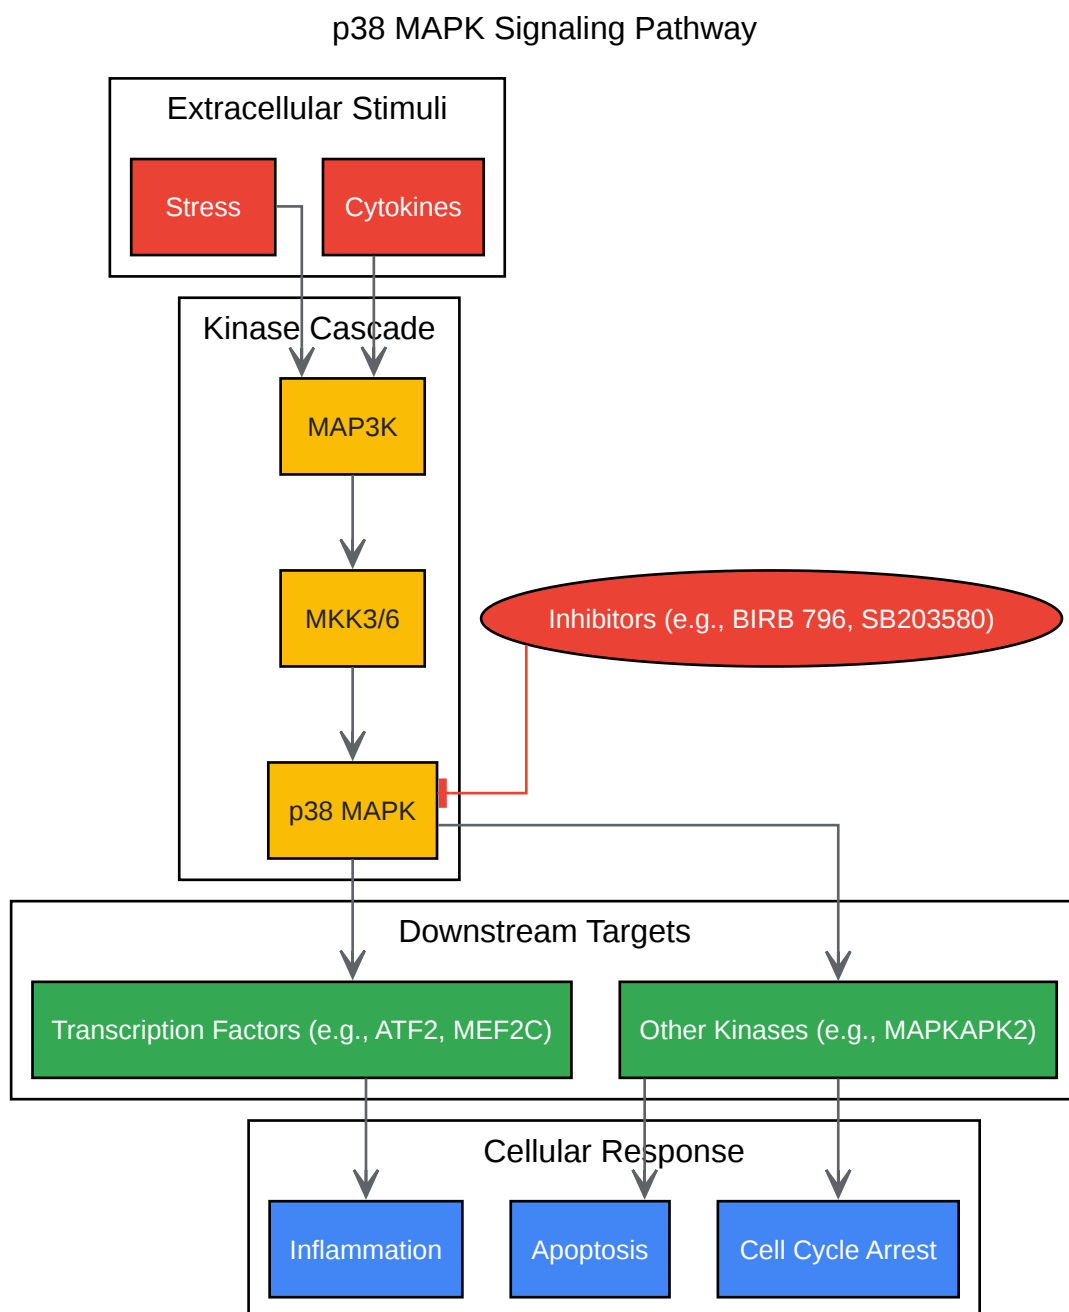 p38 MAPK Signaling Pathway
Extracellular Stimuli
Stress
Cytokines
Kinase Cascade
MAP3K
MKK3/6
Inhibitors (e.g., BIRB 796, SB203580)
p38 MAPK
Downstream Targets
Transcription Factors (e.g., ATF2, MEF2C)
Other Kinases (e.g., MAPKAPK2)
Cellular Response
Inflammation
Apoptosis
Cell Cycle Arrest